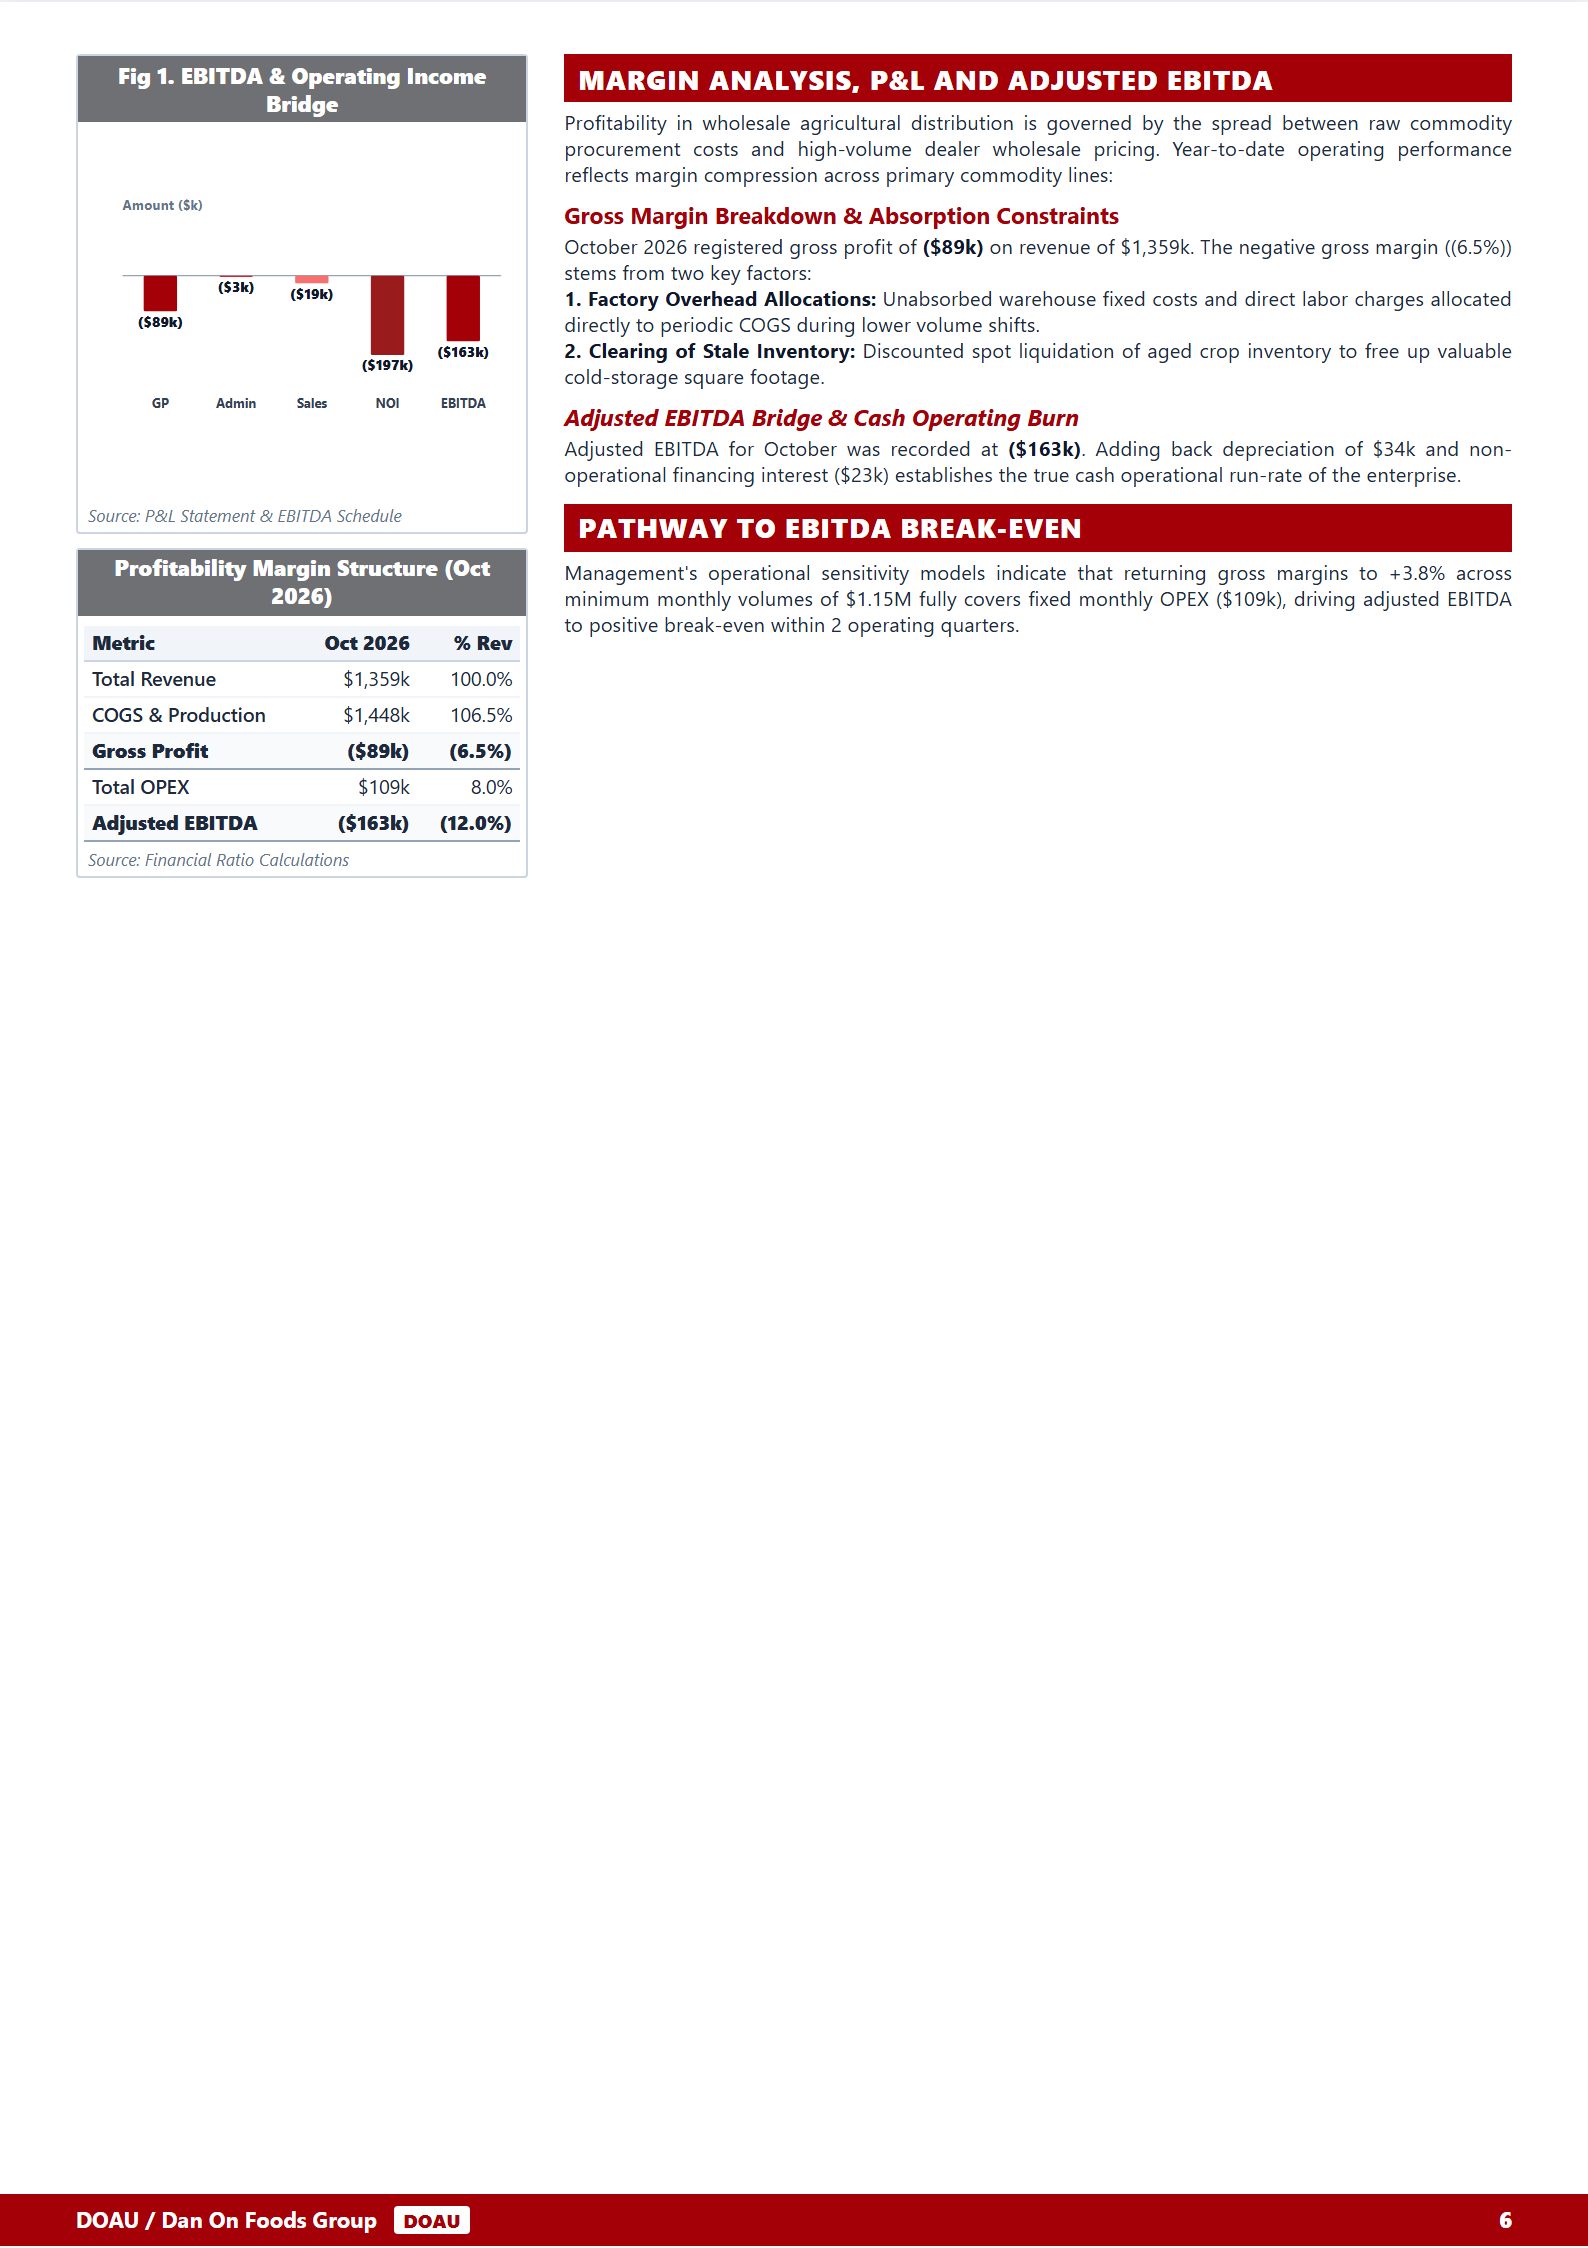 Fig 1. EBITDA & Operating Income
Bridge
Amount ($k)
($89k)
($3k)
($19k)
($197k)
($163k)
GP Admin Sales NOI EBITDA
Source: P&L Statement & EBITDA Schedule
Profitability Margin Structure (Oct
2026)
Metric Oct 2026 % Rev
Total Revenue $1,359k 100.0%
COGS & Production $1,448k 106.5%
Gross Profit ($89k) (6.5%)
Total OPEX $109k 8.0%
Adjusted EBITDA ($163k) (12.0%)
Source: Financial Ratio Calculations
MARGIN ANALYSIS, P&L AND ADJUSTED EBITDA
Profitability in wholesale agricultural distribution is governed by the spread between raw commodity
procurement costs and high-volume dealer wholesale pricing. Year-to-date operating performance
reflects margin compression across primary commodity lines:
Gross Margin Breakdown & Absorption Constraints
October 2026 registered gross profit of ($89k) on revenue of $1,359k. The negative gross margin ((6.5%))
stems from two key factors:
1. Factory Overhead Allocations: Unabsorbed warehouse fixed costs and direct labor charges allocated
directly to periodic COGS during lower volume shifts.
2. Clearing of Stale Inventory: Discounted spot liquidation of aged crop inventory to free up valuable
cold-storage square footage.
Adjusted EBITDA Bridge & Cash Operating Burn
Adjusted EBITDA for October was recorded at ($163k). Adding back depreciation of $34k and non-
operational financing interest ($23k) establishes the true cash operational run-rate of the enterprise.
PATHWAY TO EBITDA BREAK-EVEN
Management's operational sensitivity models indicate that returning gross margins to +3.8% across
minimum monthly volumes of $1.15M fully covers fixed monthly OPEX ($109k), driving adjusted EBITDA
to positive break-even within 2 operating quarters.
DOAU / Dan On Foods Group DOAU 6